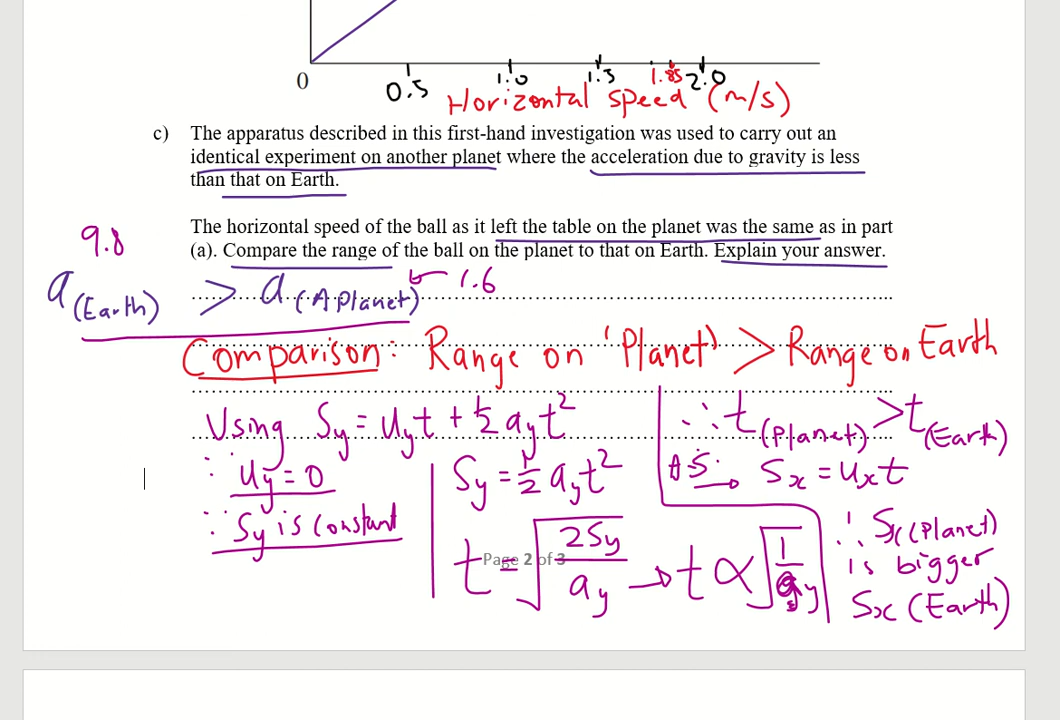 0
0.5 1.0 1.5 1.85 2.0
Horizontal speed (m/s)
c) The apparatus described in this first-hand investigation was used to carry out an
identical experiment on another planet where the acceleration due to gravity is less
than that on Earth.
The horizontal speed of the ball as it left the table on the planet was the same as in part
(a). Compare the range of the ball on the planet to that on Earth. Explain your answer.
9.8
1.6
a (Earth) > a (A Planet)
Comparison: Range on 'Planet' > Range on Earth
Using Sy = Uyt + ½ ayt²
∵ Uy = 0
∵ Sy is constant
Sy = ½ ayt²
t = √(2Sy/ay) → t ∝ √(1/ay)
Page 2 of 3
∴ t (Planet) > t (Earth)
AS → Sx = Uxt
∴ Sx (Planet)
is bigger
Sx (Earth)